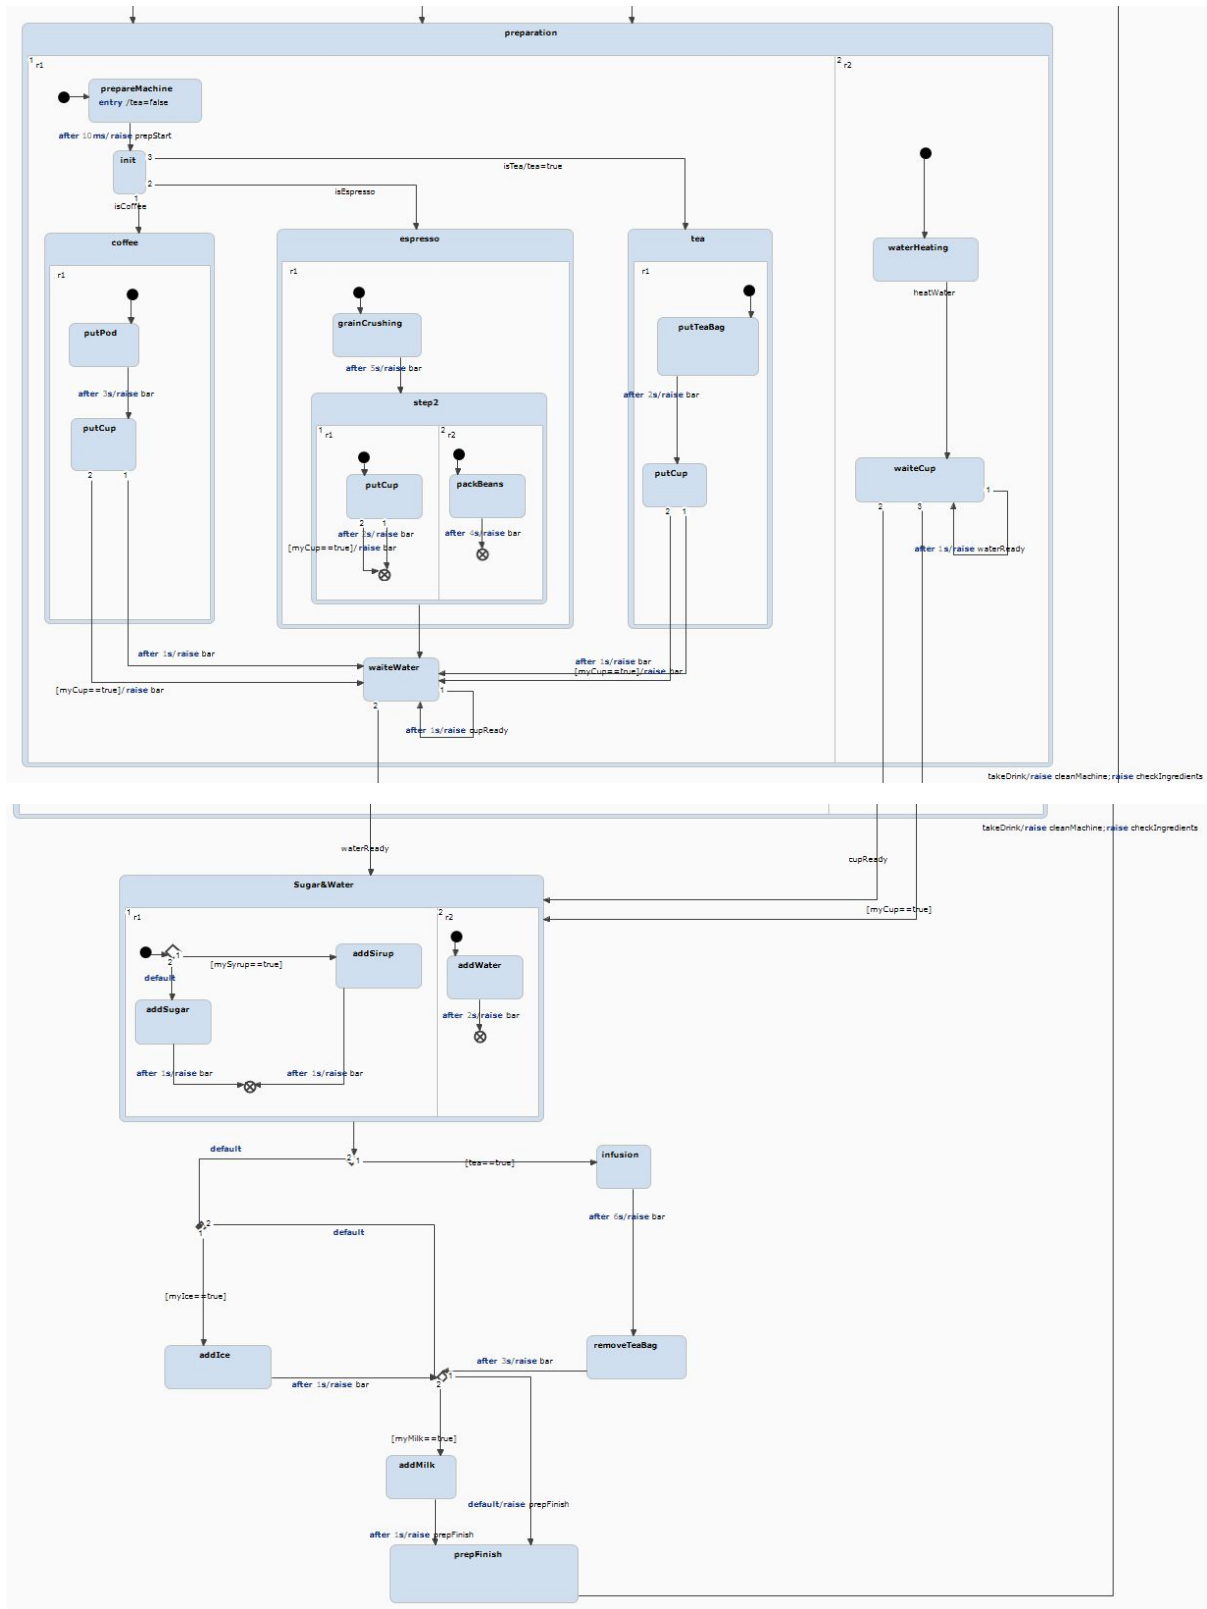 preparation
1 r1
2 r2
prepareMachine
entry /tea=false
after 10 ms/ raise prepStart
init
3
isTea/tea=true
2
isEspresso
1
isCoffee
coffee
espresso
tea
waterHeating
heatWater
r1
r1
r1
putPod
grainCrushing
putTeaBag
after 3s/raise bar
after 5s/raise bar
after 2s/raise bar
step2
putCup
2 1
1 r1
2 r2
putCup
packBeans
putCup
2 1
waiteCup
1
2 3
2 1
after 2s/raise bar
after 4s/raise bar
[myCup==true]/raise bar
after 1s/raise waterReady
after 1s/raise bar
[myCup==true]/raise bar
waiteWater
1
2
after 1s/raise bar
[myCup==true]/raise bar
after 1s/raise cupReady
takeDrink/raise cleanMachine;raise checkIngredients
takeDrink/raise cleanMachine;raise checkIngredients
waterReady
cupReady
Sugar&Water
[myCup==true]
1 r1
2 r2
1
2
[mySyrup==true]
addSirup
addWater
default
addSugar
after 2s/raise bar
after 1s/raise bar
after 1s/raise bar
default
2 1
[tea==true]
infusion
after 6s/raise bar
2
1
default
[myIce==true]
addIce
removeTeaBag
after 3s/raise bar
after 1s/raise bar
1
2
[myMilk==true]
addMilk
default/raise prepFinish
after 1s/raise prepFinish
prepFinish